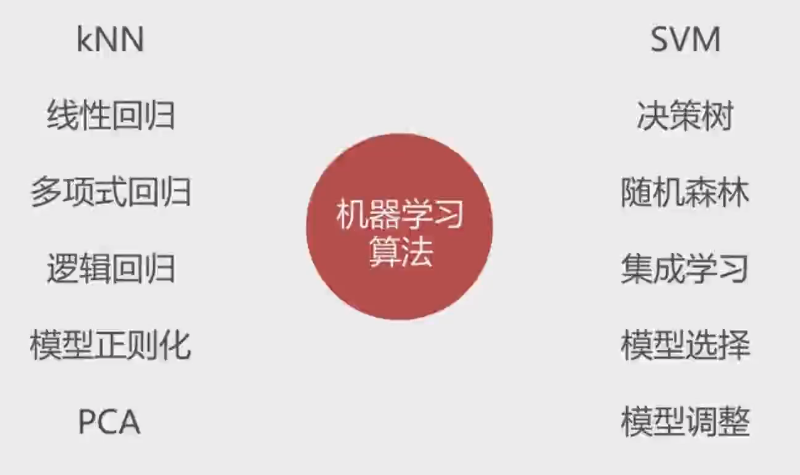 kNN
线性回归
多项式回归
逻辑回归
模型正则化
PCA
机器学习
算法
SVM
决策树
随机森林
集成学习
模型选择
模型调整